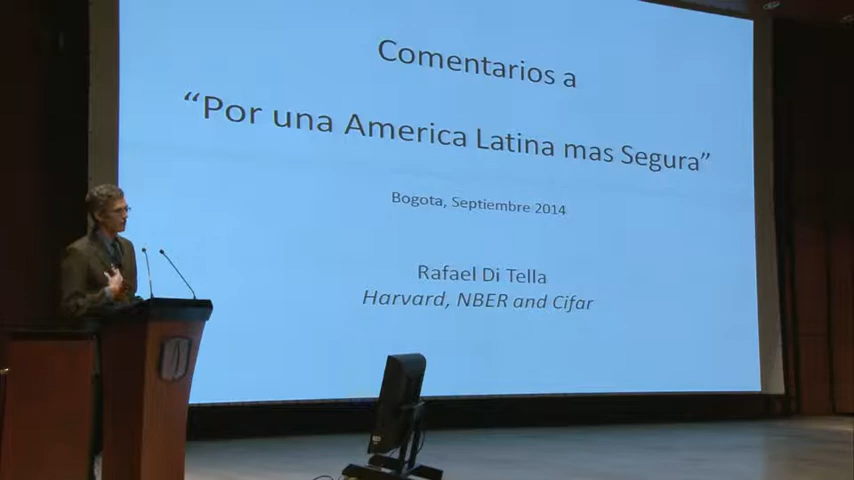 Comentarios a
“Por una America Latina mas Segura”
Bogota, Septiembre 2014
Rafael Di Tella
Harvard, NBER and Cifar